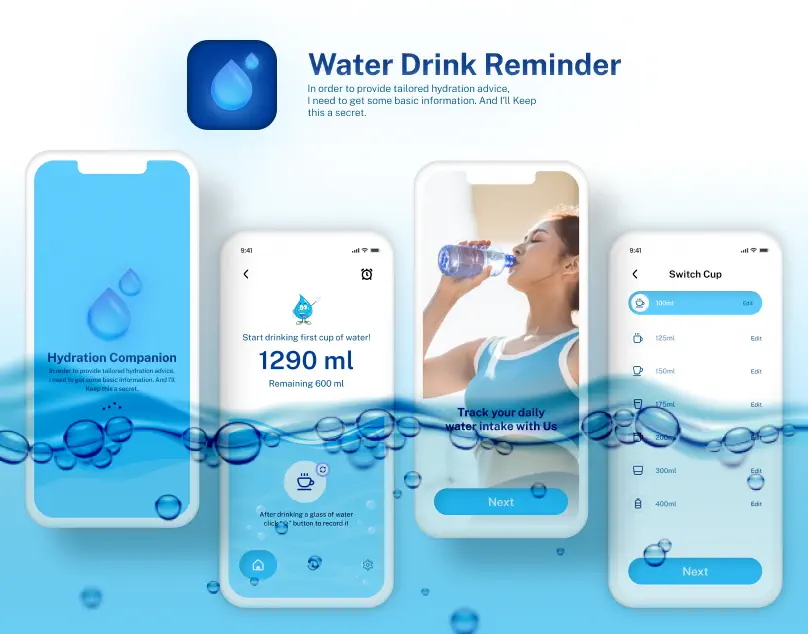 Water Drink Reminder
In order to provide tailored hydration advice,
I need to get some basic information. And I'll Keep
this a secret.
Hydration Companion
In order to provide tailored hydration advice,
I need to get some basic information. And I'll
Keep this a secret.
9:41
Start drinking first cup of water!
1290 ml
Remaining 600 ml
After drinking a glass of water
click " " button to record it
Track your daily
water intake with Us
Next
9:41
Switch Cup
100ml Edit
125ml Edit
150ml Edit
175ml Edit
200ml
300ml Edit
400ml Edit
Next